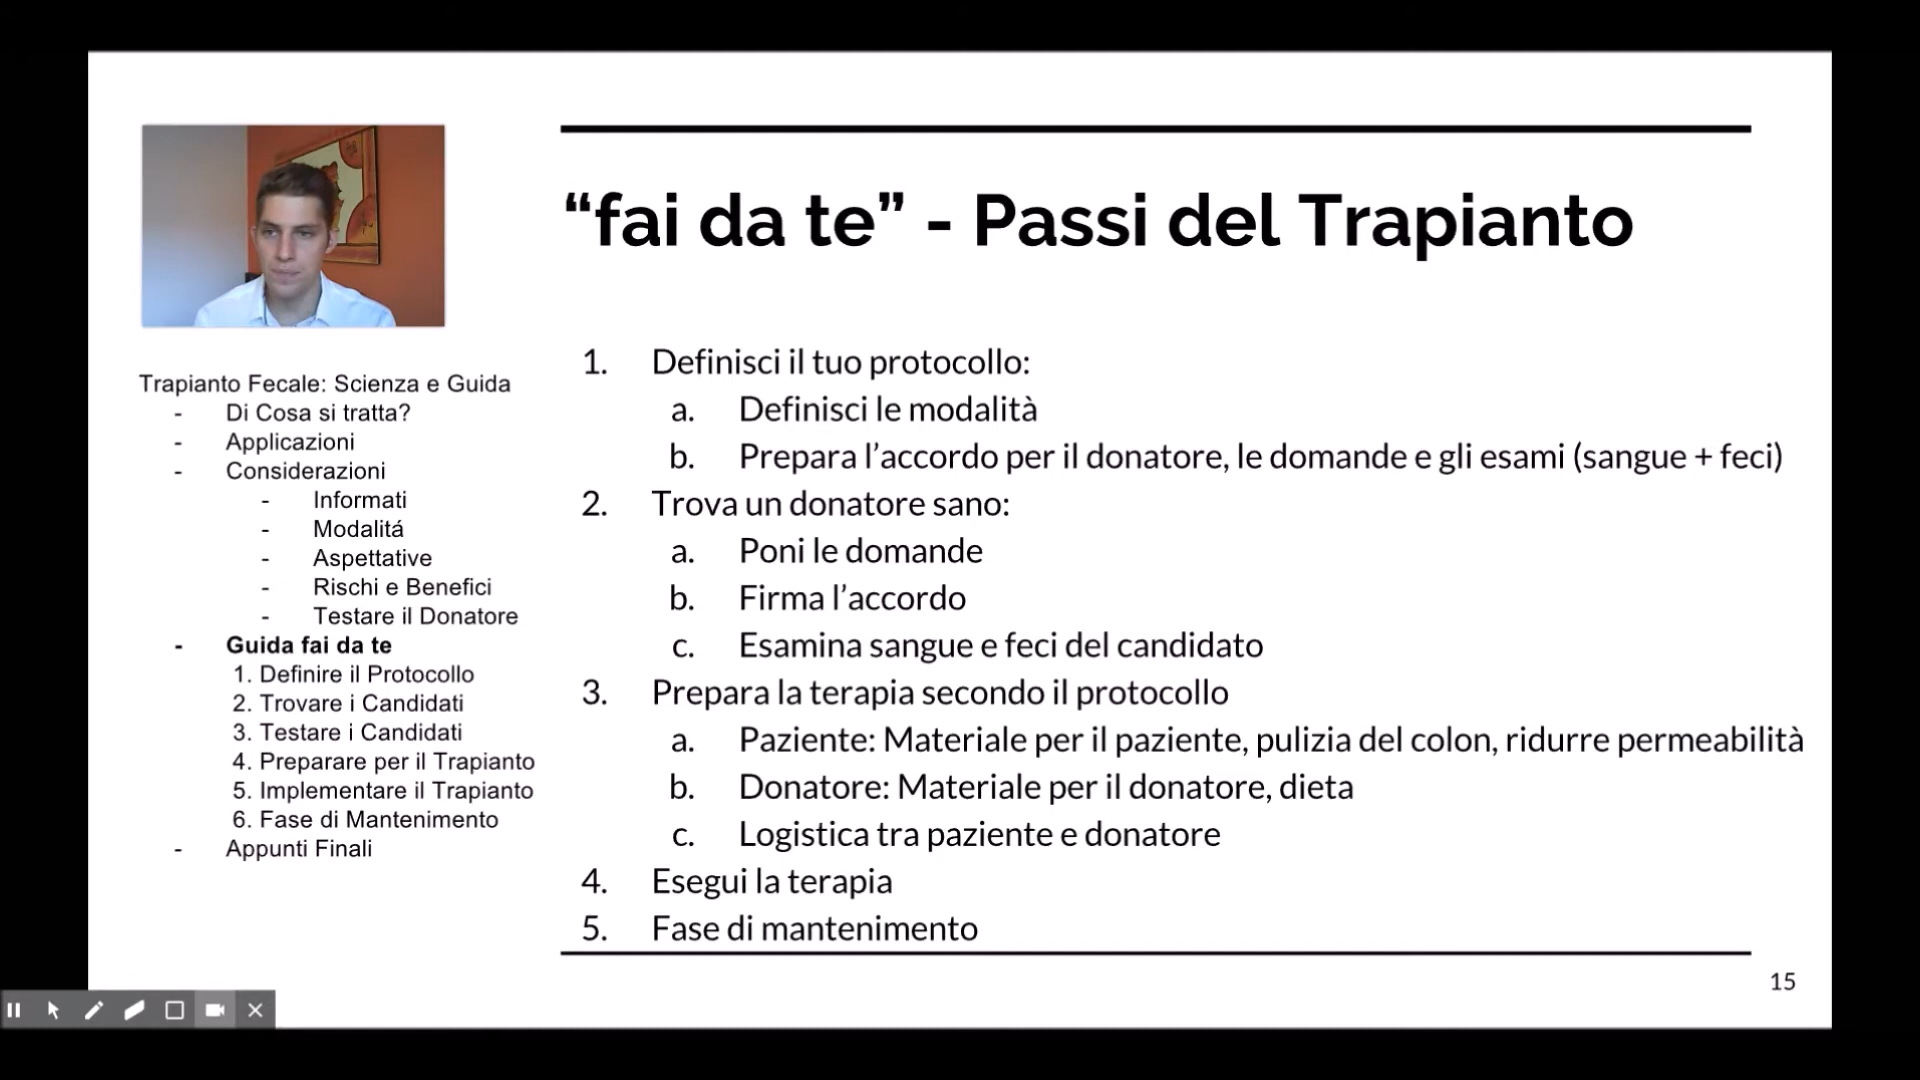 “fai da te” - Passi del Trapianto
Trapianto Fecale: Scienza e Guida
- Di Cosa si tratta?
- Applicazioni
- Considerazioni
- Informati
- Modalitá
- Aspettative
- Rischi e Benefici
- Testare il Donatore
- Guida fai da te
1. Definire il Protocollo
2. Trovare i Candidati
3. Testare i Candidati
4. Preparare per il Trapianto
5. Implementare il Trapianto
6. Fase di Mantenimento
- Appunti Finali
1. Definisci il tuo protocollo:
a. Definisci le modalità
b. Prepara l’accordo per il donatore, le domande e gli esami (sangue + feci)
2. Trova un donatore sano:
a. Poni le domande
b. Firma l’accordo
c. Esamina sangue e feci del candidato
3. Prepara la terapia secondo il protocollo
a. Paziente: Materiale per il paziente, pulizia del colon, ridurre permeabilità
b. Donatore: Materiale per il donatore, dieta
c. Logistica tra paziente e donatore
4. Esegui la terapia
5. Fase di mantenimento
15